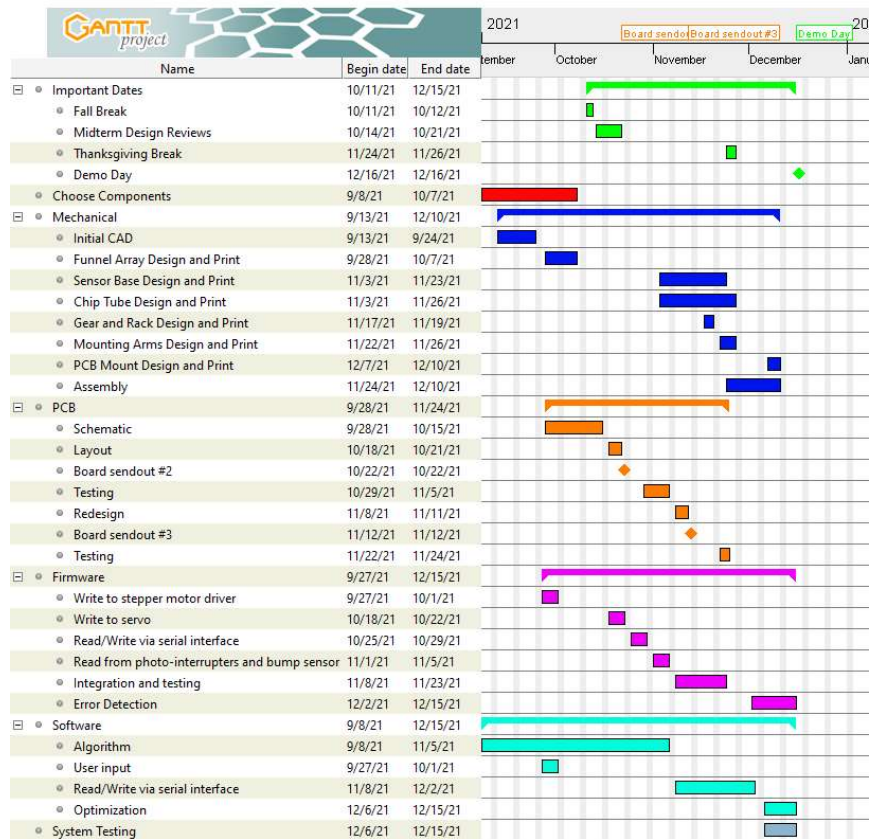 GANTT
project
2021
20
Board sendo Board sendout #3
Demo Day
Name Begin date End date
tember October November December Janu
Important Dates 10/11/21 12/15/21
Fall Break 10/11/21 10/12/21
Midterm Design Reviews 10/14/21 10/21/21
Thanksgiving Break 11/24/21 11/26/21
Demo Day 12/16/21 12/16/21
Choose Components 9/8/21 10/7/21
Mechanical 9/13/21 12/10/21
Initial CAD 9/13/21 9/24/21
Funnel Array Design and Print 9/28/21 10/7/21
Sensor Base Design and Print 11/3/21 11/23/21
Chip Tube Design and Print 11/3/21 11/26/21
Gear and Rack Design and Print 11/17/21 11/19/21
Mounting Arms Design and Print 11/22/21 11/26/21
PCB Mount Design and Print 12/7/21 12/10/21
Assembly 11/24/21 12/10/21
PCB 9/28/21 11/24/21
Schematic 9/28/21 10/15/21
Layout 10/18/21 10/21/21
Board sendout #2 10/22/21 10/22/21
Testing 10/29/21 11/5/21
Redesign 11/8/21 11/11/21
Board sendout #3 11/12/21 11/12/21
Testing 11/22/21 11/24/21
Firmware 9/27/21 12/15/21
Write to stepper motor driver 9/27/21 10/1/21
Write to servo 10/18/21 10/22/21
Read/Write via serial interface 10/25/21 10/29/21
Read from photo-interrupters and bump sensor 11/1/21 11/5/21
Integration and testing 11/8/21 11/23/21
Error Detection 12/2/21 12/15/21
Software 9/8/21 12/15/21
Algorithm 9/8/21 11/5/21
User input 9/27/21 10/1/21
Read/Write via serial interface 11/8/21 12/2/21
Optimization 12/6/21 12/15/21
System Testing 12/6/21 12/15/21